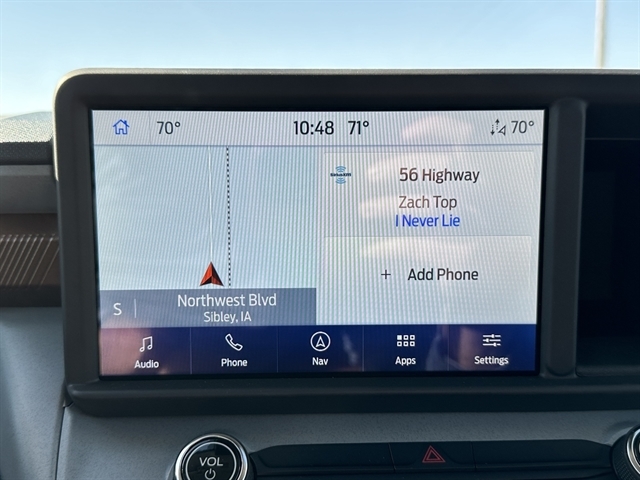 70° 10:48 71° 70°
SiriusXM
56 Highway
Zach Top
I Never Lie
+ Add Phone
S
Northwest Blvd
Sibley, IA
Audio Phone Nav Apps Settings
VOL